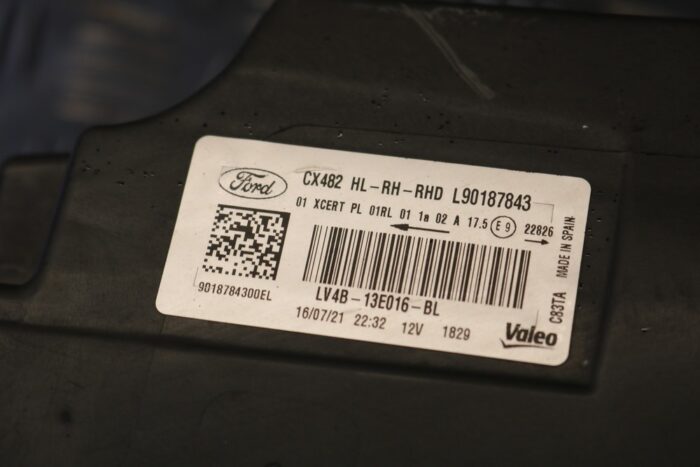 Ford CX482 HL-RH-RHD L90187843
01 XCERT PL 01RL 01 1a 02 A 17.5 E9 22826
9018784300EL
LV4B-13E016-BL
16/07/21 22:32 12V 1829
Valeo
C83TA MADE IN SPAIN